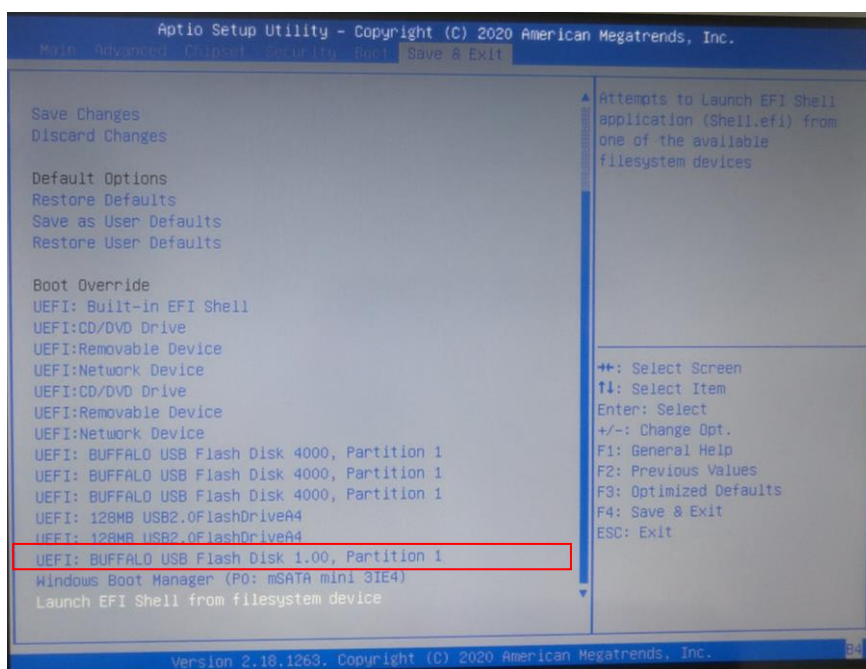 Aptio Setup Utility – Copyright (C) 2020 American Megatrends, Inc.
Main Advanced Chipset Security Boot Save & Exit
Save Changes
Discard Changes
Default Options
Restore Defaults
Save as User Defaults
Restore User Defaults
Boot Override
UEFI: Built-in EFI Shell
UEFI:CD/DVD Drive
UEFI:Removable Device
UEFI:Network Device
UEFI:CD/DVD Drive
UEFI:Removable Device
UEFI:Network Device
UEFI: BUFFALO USB Flash Disk 4000, Partition 1
UEFI: BUFFALO USB Flash Disk 4000, Partition 1
UEFI: BUFFALO USB Flash Disk 4000, Partition 1
UEFI: 128MB USB2.0FlashDriveA4
UEFI: 128MB USB2.0FlashDriveA4
UEFI: BUFFALO USB Flash Disk 1.00, Partition 1
Windows Boot Manager (P0: mSATA mini 3IE4)
Launch EFI Shell from filesystem device
Attempts to Launch EFI Shell
application (Shell.efi) from
one of the available
filesystem devices
→←: Select Screen
↑↓: Select Item
Enter: Select
+/-: Change Opt.
F1: General Help
F2: Previous Values
F3: Optimized Defaults
F4: Save & Exit
ESC: Exit
Version 2.18.1263. Copyright (C) 2020 American Megatrends, Inc.
B4